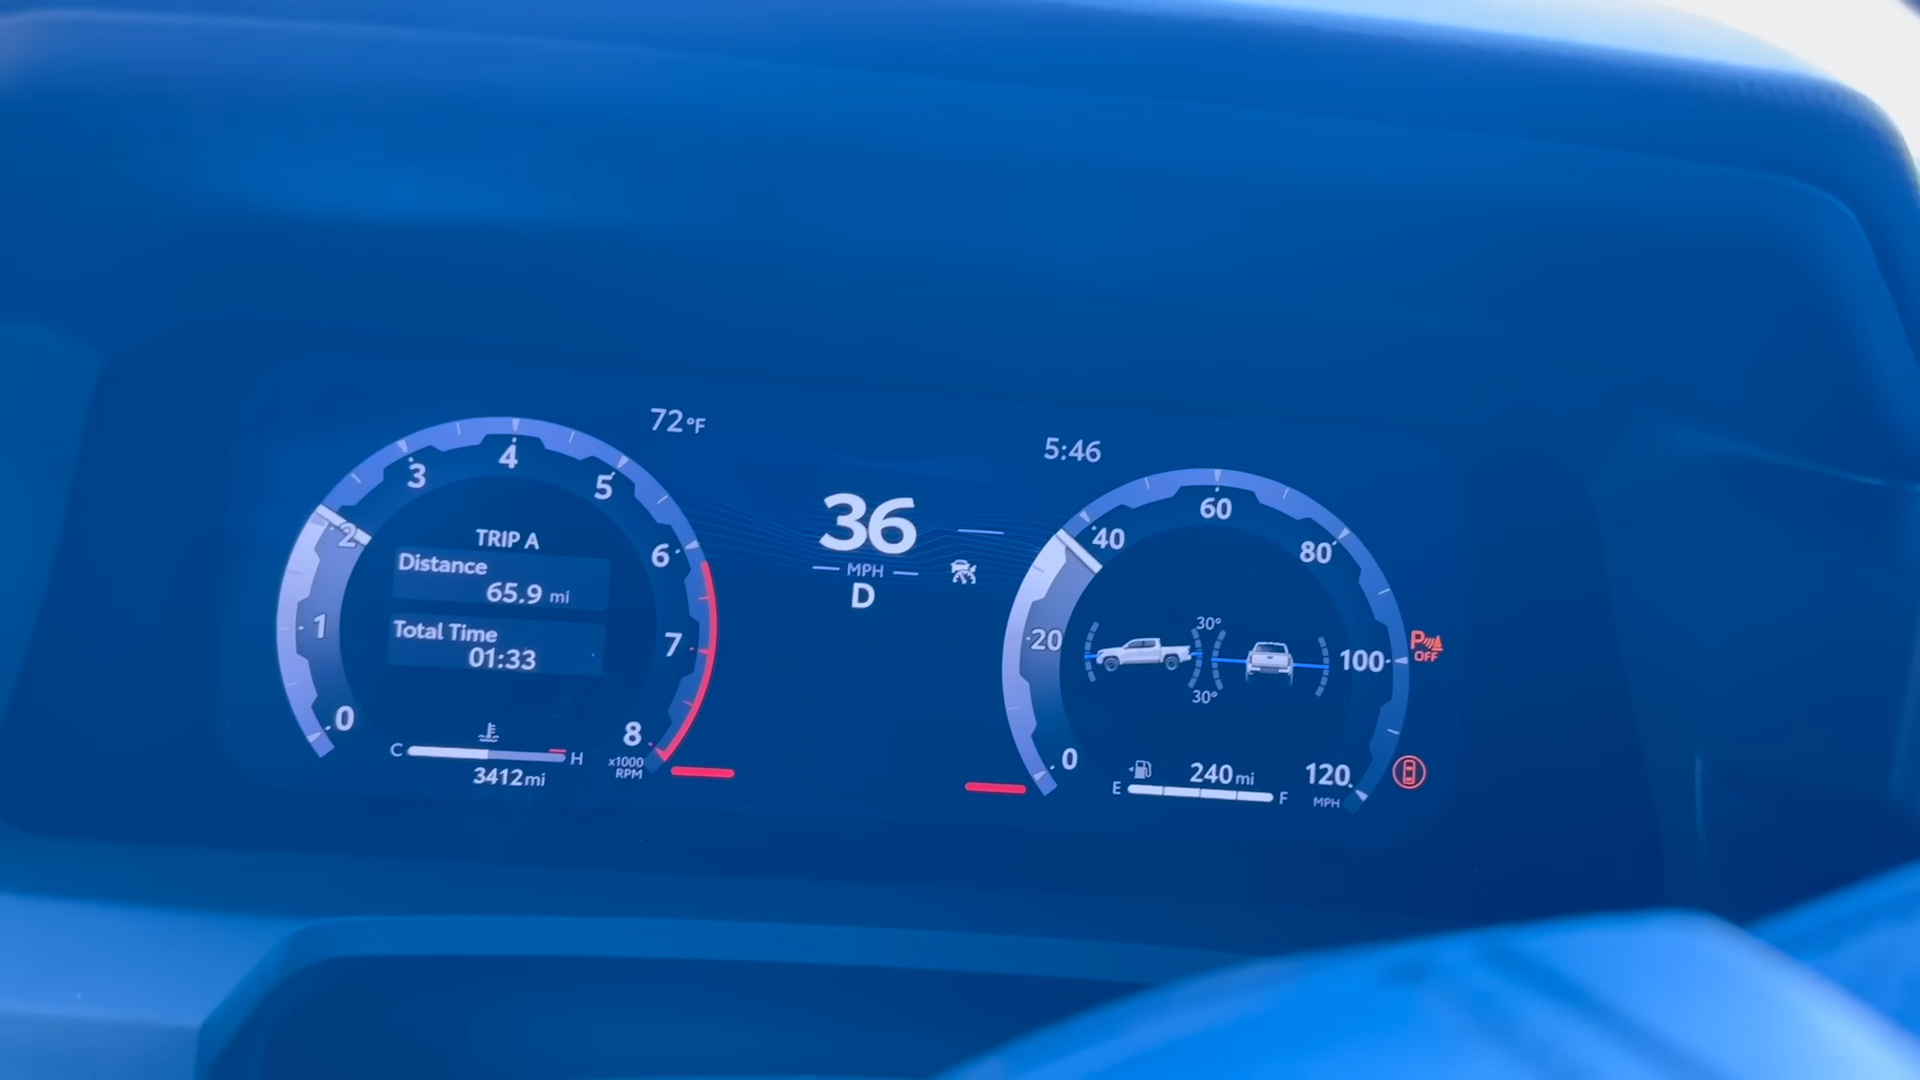 72°F
5:46
0
1
2
3
4
5
6
7
8
x1000
RPM
TRIP A
Distance
65.9 mi
Total Time
01:33
C
H
3412 mi
36
MPH
D
0
20
40
60
80
100
120
MPH
30°
30°
240 mi
E
F
P
OFF